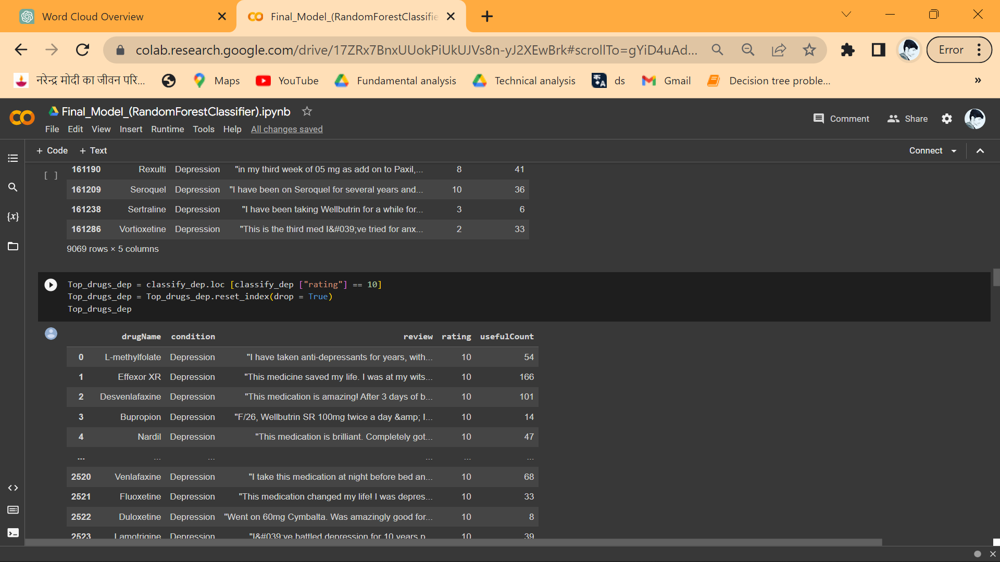 Word Cloud Overview
Final_Model_(RandomForestClassifie
colab.research.google.com/drive/17ZRx7BnxUUokPiUkUJVs8n-yJ2XEwBrk#scrollTo=gYiD4uAd...
Error
नरेन्द्र मोदी का जीवन परि...
Maps
YouTube
Fundamental analysis
Technical analysis
ds
Gmail
Decision tree proble...
»
Final_Model_(RandomForestClassifier).ipynb
Comment
Share
File Edit View Insert Runtime Tools Help All changes saved
+ Code + Text
Connect
[ ]
161190 Rexulti Depression "in my third week of 05 mg as add on to Paxil,... 8 41
161209 Seroquel Depression "I have been on Seroquel for several years and... 10 36
161238 Sertraline Depression "I have been taking Wellbutrin for a while for... 3 6
161286 Vortioxetine Depression "This is the third med I&#039;ve tried for anx... 2 33
9069 rows × 5 columns
Top_drugs_dep = classify_dep.loc [classify_dep ["rating"] == 10]
Top_drugs_dep = Top_drugs_dep.reset_index(drop = True)
Top_drugs_dep
drugName condition review rating usefulCount
0 L-methylfolate Depression "I have taken anti-depressants for years, with... 10 54
1 Effexor XR Depression "This medicine saved my life. I was at my wits... 10 166
2 Desvenlafaxine Depression "This medication is amazing! After 3 days of b... 10 101
3 Bupropion Depression "F/26, Wellbutrin SR 100mg twice a day &amp; I... 10 14
4 Nardil Depression "This medication is brilliant. Completely got... 10 47
... ... ... ... ... ...
2520 Venlafaxine Depression "I take this medication at night before bed an... 10 68
2521 Fluoxetine Depression "This medication changed my life! I was depres... 10 33
2522 Duloxetine Depression "Went on 60mg Cymbalta. Was amazingly good for... 10 8
2523 Lamotrigine Depression "I&#039;ve battled depression for 10 years p... 10 39